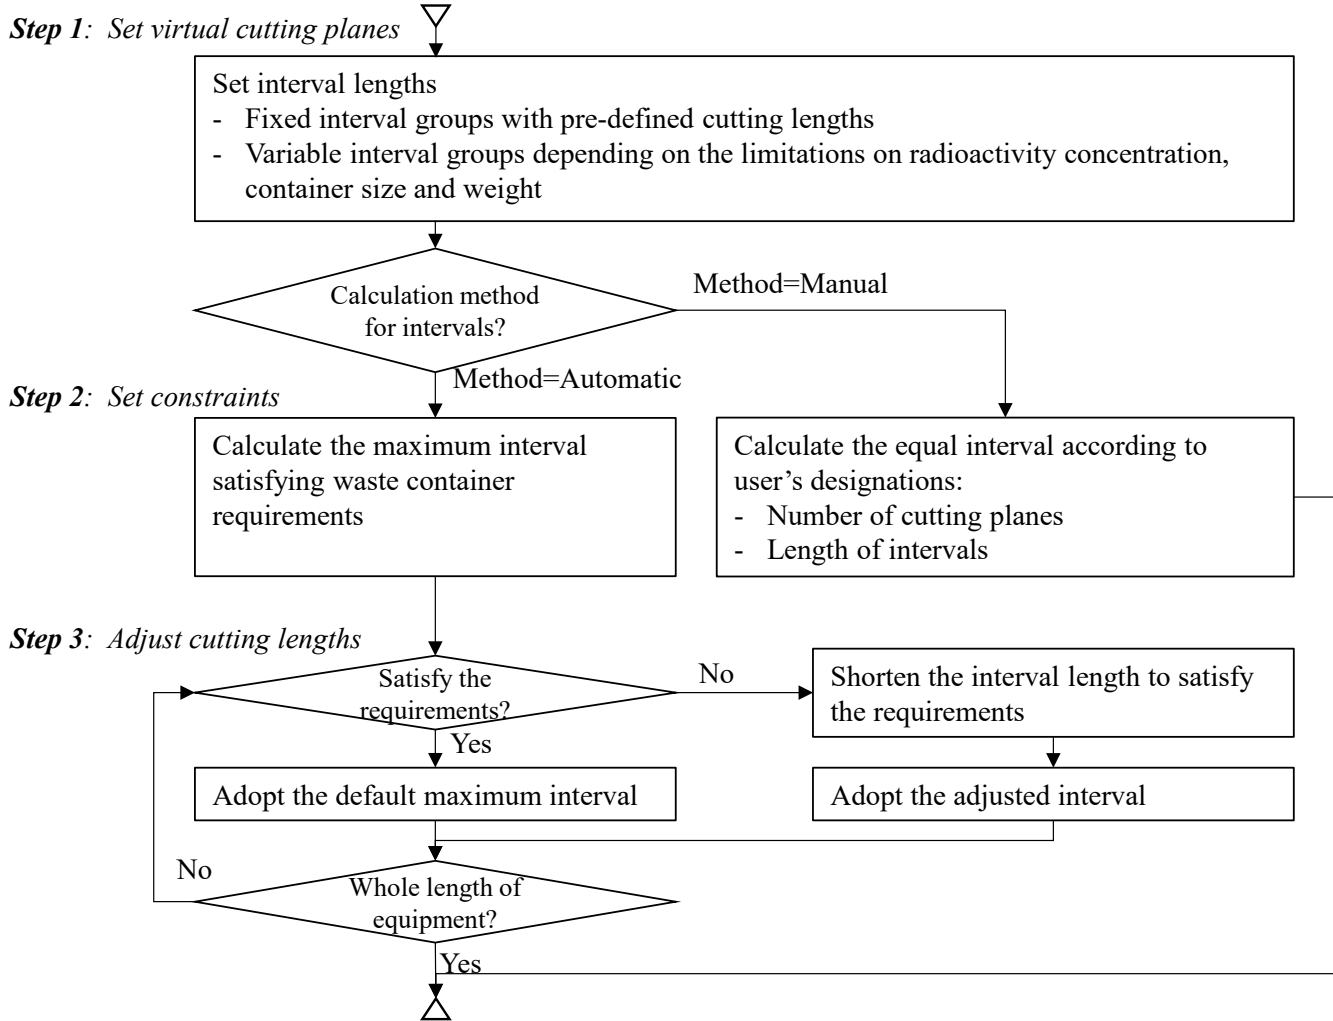 Step 1:  Set virtual cutting planes
Set interval lengths
- Fixed interval groups with pre-defined cutting lengths
- Variable interval groups depending on the limitations on radioactivity concentration,
container size and weight
Calculation method
for intervals?
Method=Manual
Method=Automatic
Step 2:  Set constraints
Calculate the maximum interval
satisfying waste container
requirements
Calculate the equal interval according to
user’s designations:
- Number of cutting planes
- Length of intervals
Step 3:  Adjust cutting lengths
Satisfy the
requirements?
No
Shorten the interval length to satisfy
the requirements
Yes
Adopt the default maximum interval
Adopt the adjusted interval
No
Whole length of
equipment?
Yes